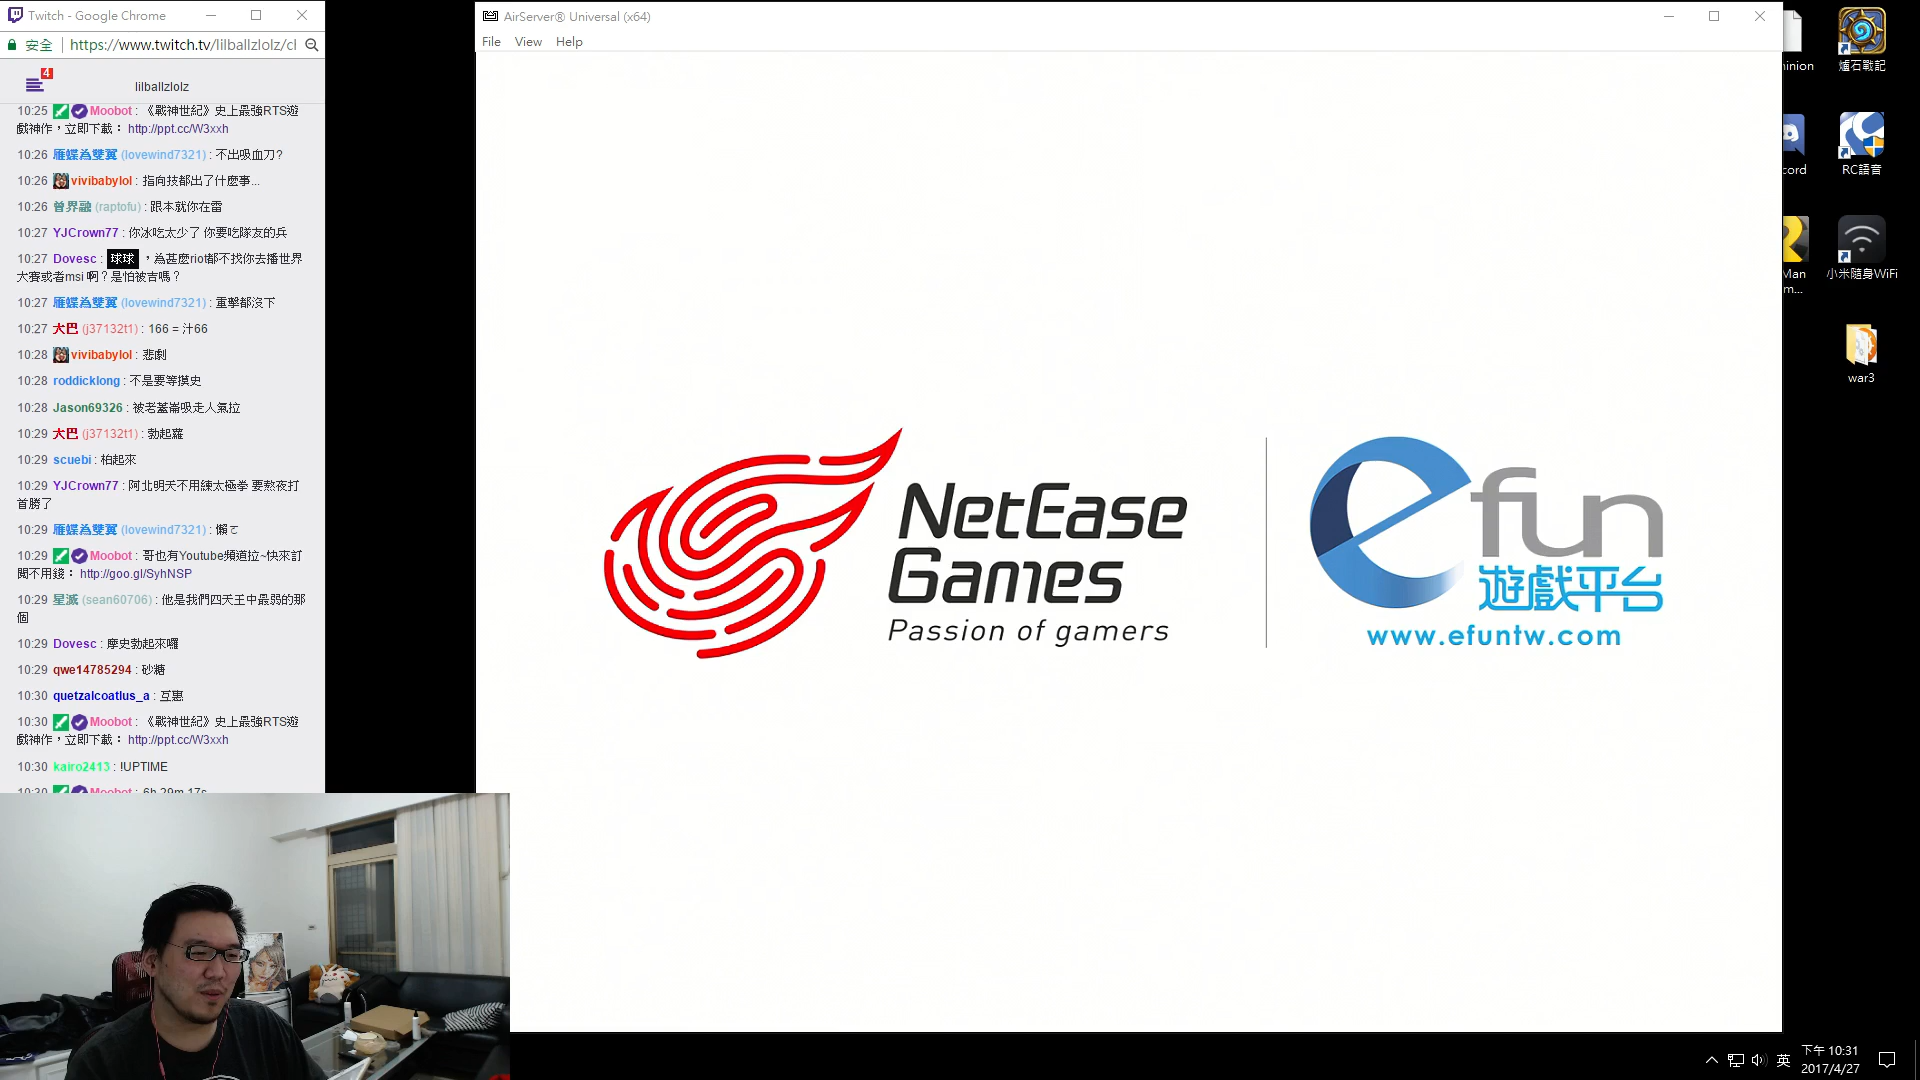 Twitch - Google Chrome
安全 https://www.twitch.tv/lilballzlolz/cl
4
lilballzlolz
10:25 Moobot : 《戰神世紀》史上最強RTS遊
戲神作，立即下載： http://ppt.cc/W3xxh
10:26 雁蝶為雙翼 (lovewind7321) : 不出吸血刀?
10:26 vivibabylol : 指向技都出了什麼事...
10:26 曾界融 (raptofu) : 跟本就你在雷
10:27 YJCrown77 : 你冰吃太少了 你要吃隊友的兵
10:27 Dovesc : 球球 ，為甚麼riot都不找你去播世界
大賽或者msi 啊？是怕被吉嗎？
10:27 雁蝶為雙翼 (lovewind7321) : 重擊都沒下
10:27 大巴 (j37132t1) : 166 = 汁66
10:28 vivibabylol : 悲劇
10:28 roddicklong : 不是要等摸史
10:28 Jason69326 : 被老蓋崙吸走人氣拉
10:29 大巴 (j37132t1) : 勃起蘿
10:29 scuebi : 柏起來
10:29 YJCrown77 : 阿北明天不用練太極拳 要熬夜打
首勝了
10:29 雁蝶為雙翼 (lovewind7321) : 懶ㄛ
10:29 Moobot : 哥也有Youtube頻道拉~快來訂
閱不用錢： http://goo.gl/SyhNSP
10:29 星滅 (sean60706) : 他是我們四天王中最弱的那
個
10:29 Dovesc : 摩史勃起來囉
10:29 qwe14785294 : 砂糖
10:30 quetzalcoatlus_a : 互惠
10:30 Moobot : 《戰神世紀》史上最強RTS遊
戲神作，立即下載： http://ppt.cc/W3xxh
10:30 kairo2413 : !UPTIME
10:30 Moobot : 6h 29m 17s
AirServer® Universal (x64)
File View Help
NetEase
Games
Passion of gamers
efun
遊戲平台
www.efuntw.com
inion
爐石戰記
cord
RC語音
Man
m...
小米隨身WiFi
war3
英
下午 10:31
2017/4/27